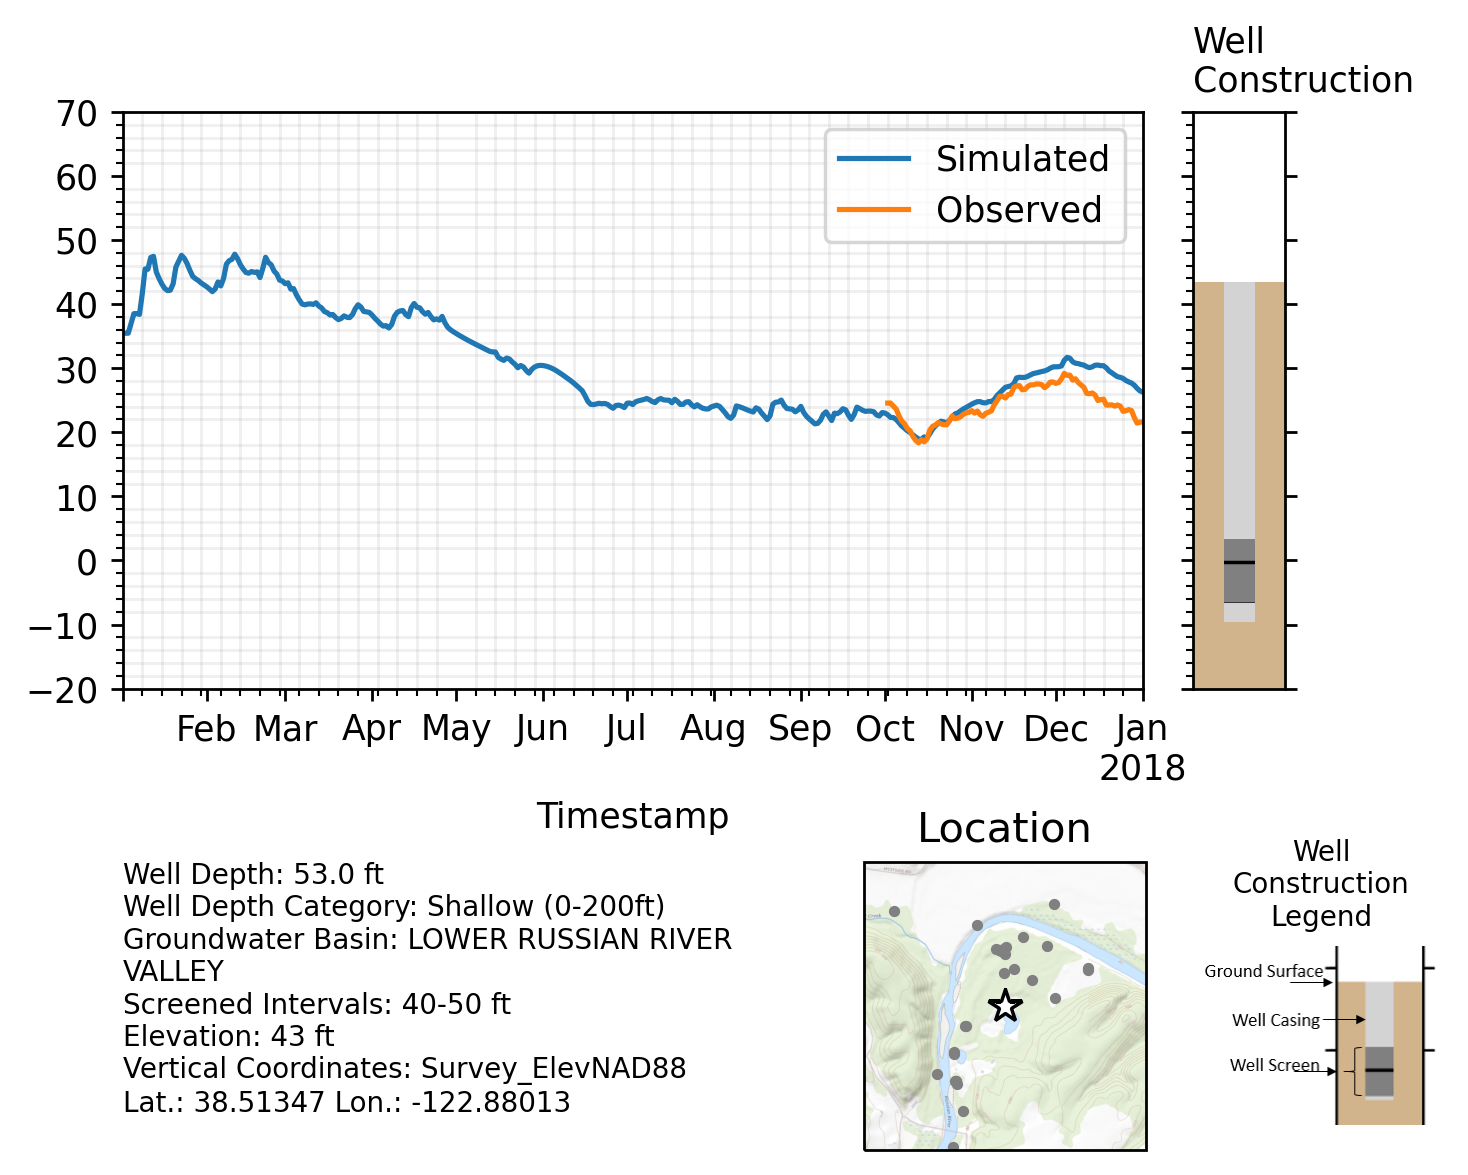 Well
Construction
70
60
50
40
30
20
10
0
−10
−20
Simulated
Observed
Feb Mar Apr May Jun Jul Aug Sep Oct Nov Dec Jan
2018
Timestamp
Well Depth: 53.0 ft
Well Depth Category: Shallow (0-200ft)
Groundwater Basin: LOWER RUSSIAN RIVER
VALLEY
Screened Intervals: 40-50 ft
Elevation: 43 ft
Vertical Coordinates: Survey_ElevNAD88
Lat.: 38.51347 Lon.: -122.88013
Location
Well
Construction
Legend
Ground Surface
Well Casing
Well Screen